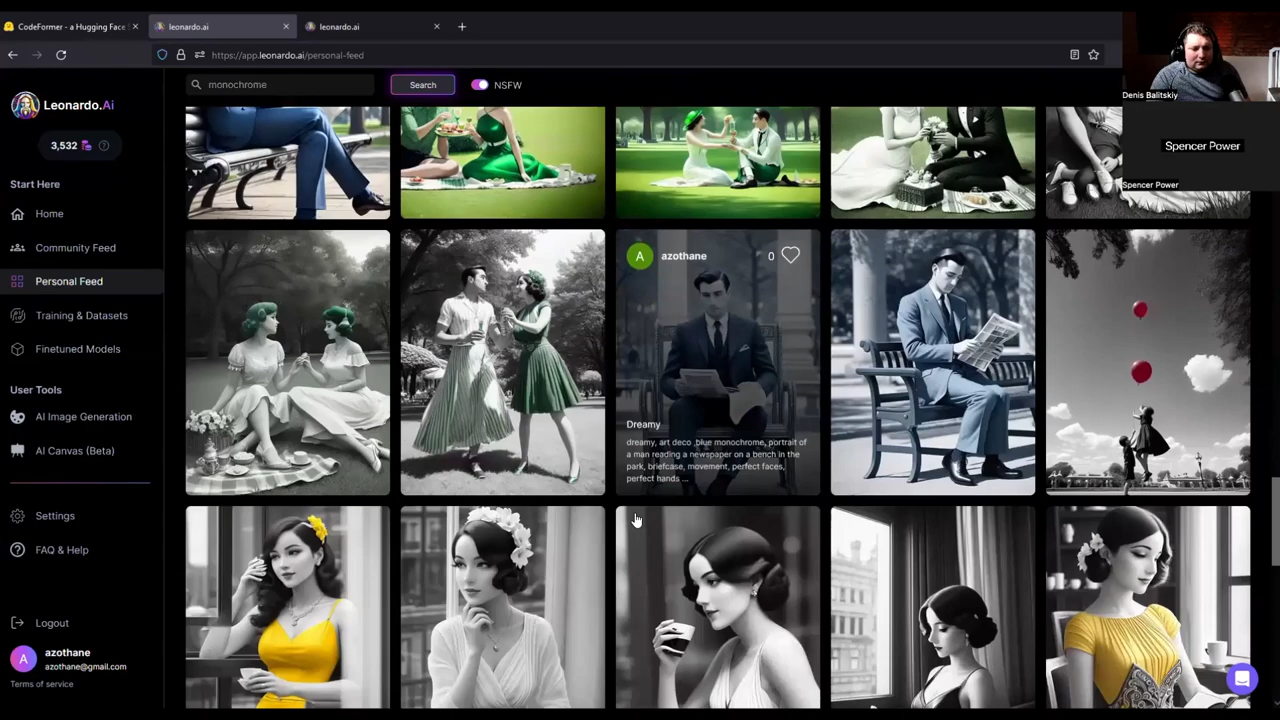 CodeFormer - a Hugging Face S
leonardo.ai
leonardo.ai
https://app.leonardo.ai/personal-feed
Denis Balitskiy
Spencer Power
Spencer Power
Leonardo.Ai
3,532
Start Here
Home
Community Feed
Personal Feed
Training & Datasets
Finetuned Models
User Tools
AI Image Generation
AI Canvas (Beta)
Settings
FAQ & Help
Logout
A
azothane
azothane@gmail.com
Terms of service
monochrome
Search
NSFW
A
azothane
0
Dreamy
dreamy, art deco ,blue monochrome, portrait of
a man reading a newspaper on a bench in the
park, briefcase, movement, perfect faces,
perfect hands ...